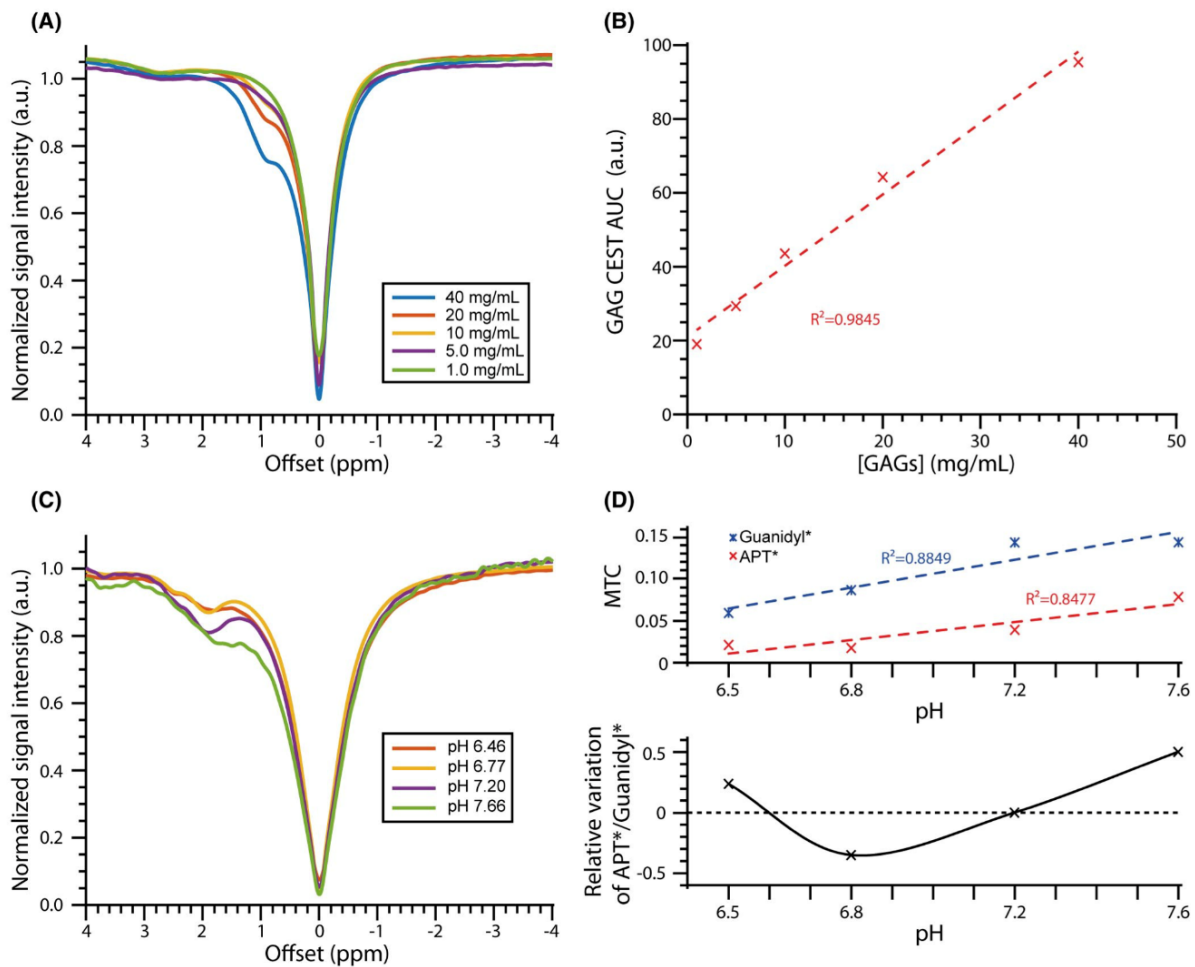 (A)
Normalized signal intensity (a.u.)
1.0
0.8
0.6
0.4
0.2
0.0
40 mg/mL
20 mg/mL
10 mg/mL
5.0 mg/mL
1.0 mg/mL
4 3 2 1 0 -1 -2 -3 -4
Offset (ppm)
(B)
GAG CEST AUC (a.u.)
100
80
60
40
20
0
R²=0.9845
0 10 20 30 40 50
[GAGs] (mg/mL)
(C)
Normalized signal intensity (a.u.)
1.0
0.8
0.6
0.4
0.2
0.0
pH 6.46
pH 6.77
pH 7.20
pH 7.66
4 3 2 1 0 -1 -2 -3 -4
Offset (ppm)
(D)
MTC
0.15
0.10
0.05
0
Guanidyl*
APT*
R²=0.8849
R²=0.8477
6.5 6.8 7.2 7.6
pH
Relative variation
of APT*/Guanidyl*
0.5
0
-0.5
6.5 6.8 7.2 7.6
pH